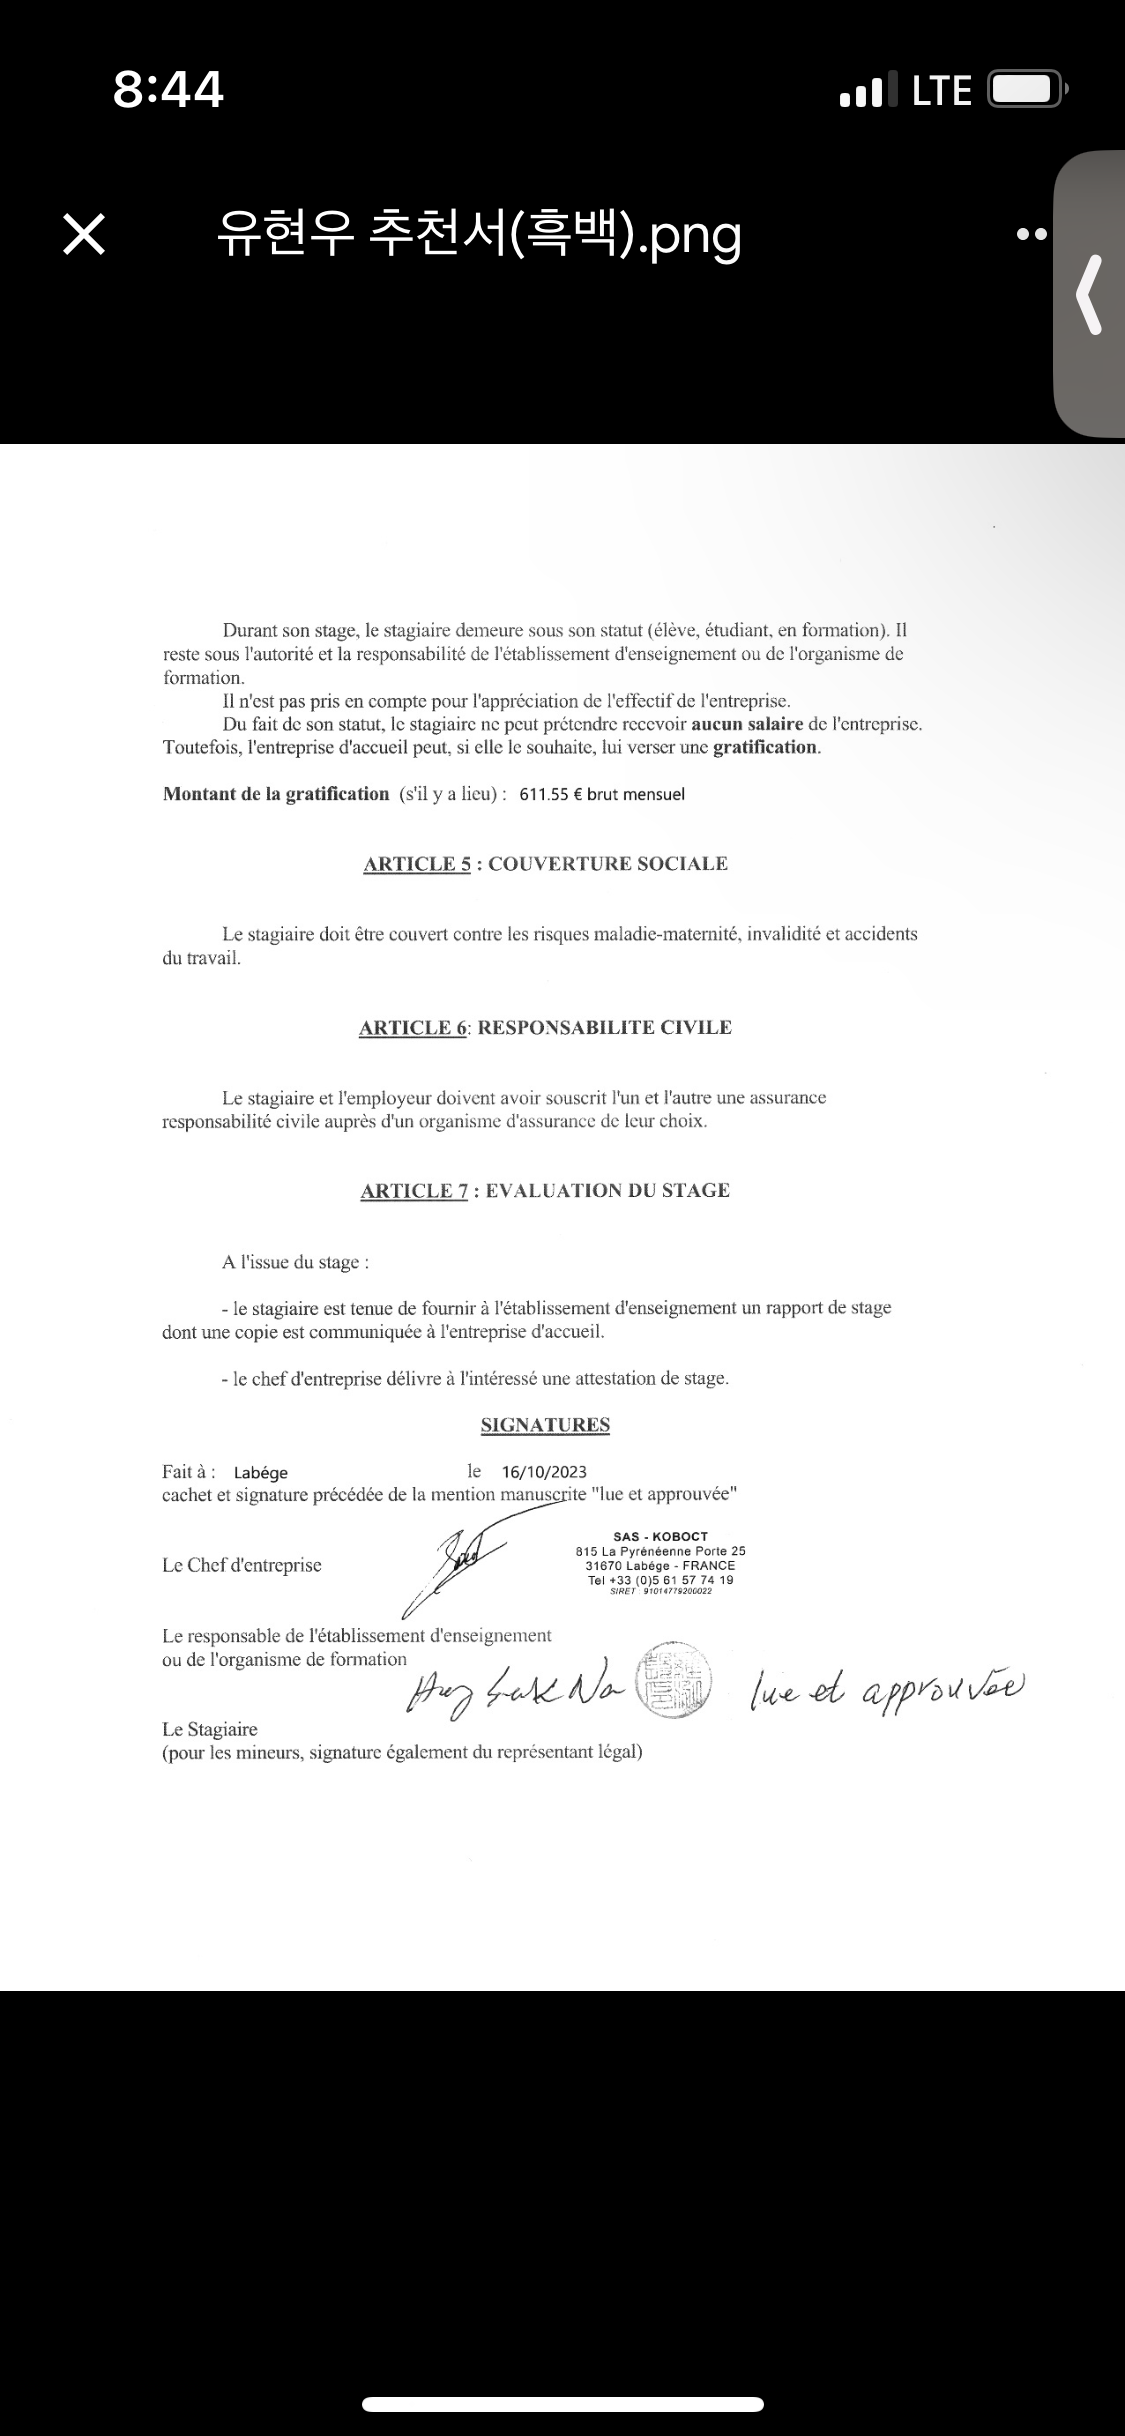 8:44
LTE
유현우 추천서(흑백).png
Durant son stage, le stagiaire demeure sous son statut (élève, étudiant, en formation). Il
reste sous l'autorité et la responsabilité de l'établissement d'enseignement ou de l'organisme de
formation.
Il n'est pas pris en compte pour l'appréciation de l'effectif de l'entreprise.
Du fait de son statut, le stagiaire ne peut prétendre recevoir aucun salaire de l'entreprise.
Toutefois, l'entreprise d'accueil peut, si elle le souhaite, lui verser une gratification.
Montant de la gratification (s'il y a lieu) : 611.55 € brut mensuel
ARTICLE 5 : COUVERTURE SOCIALE
Le stagiaire doit être couvert contre les risques maladie-maternité, invalidité et accidents
du travail.
ARTICLE 6: RESPONSABILITE CIVILE
Le stagiaire et l'employeur doivent avoir souscrit l'un et l'autre une assurance
responsabilité civile auprès d'un organisme d'assurance de leur choix.
ARTICLE 7 : EVALUATION DU STAGE
A l'issue du stage :
- le stagiaire est tenue de fournir à l'établissement d'enseignement un rapport de stage
dont une copie est communiquée à l'entreprise d'accueil.
- le chef d'entreprise délivre à l'intéressé une attestation de stage.
SIGNATURES
Fait à : Labége le 16/10/2023
cachet et signature précédée de la mention manuscrite "lue et approuvée"
SAS - KOBOCT
815 La Pyrénéenne Porte 25
31670 Labége - FRANCE
Tel +33 (0)5 61 57 74 19
SIRET : 91014779200022
Le Chef d'entreprise
Le responsable de l'établissement d'enseignement
ou de l'organisme de formation
lue et approuvée
Le Stagiaire
(pour les mineurs, signature également du représentant légal)